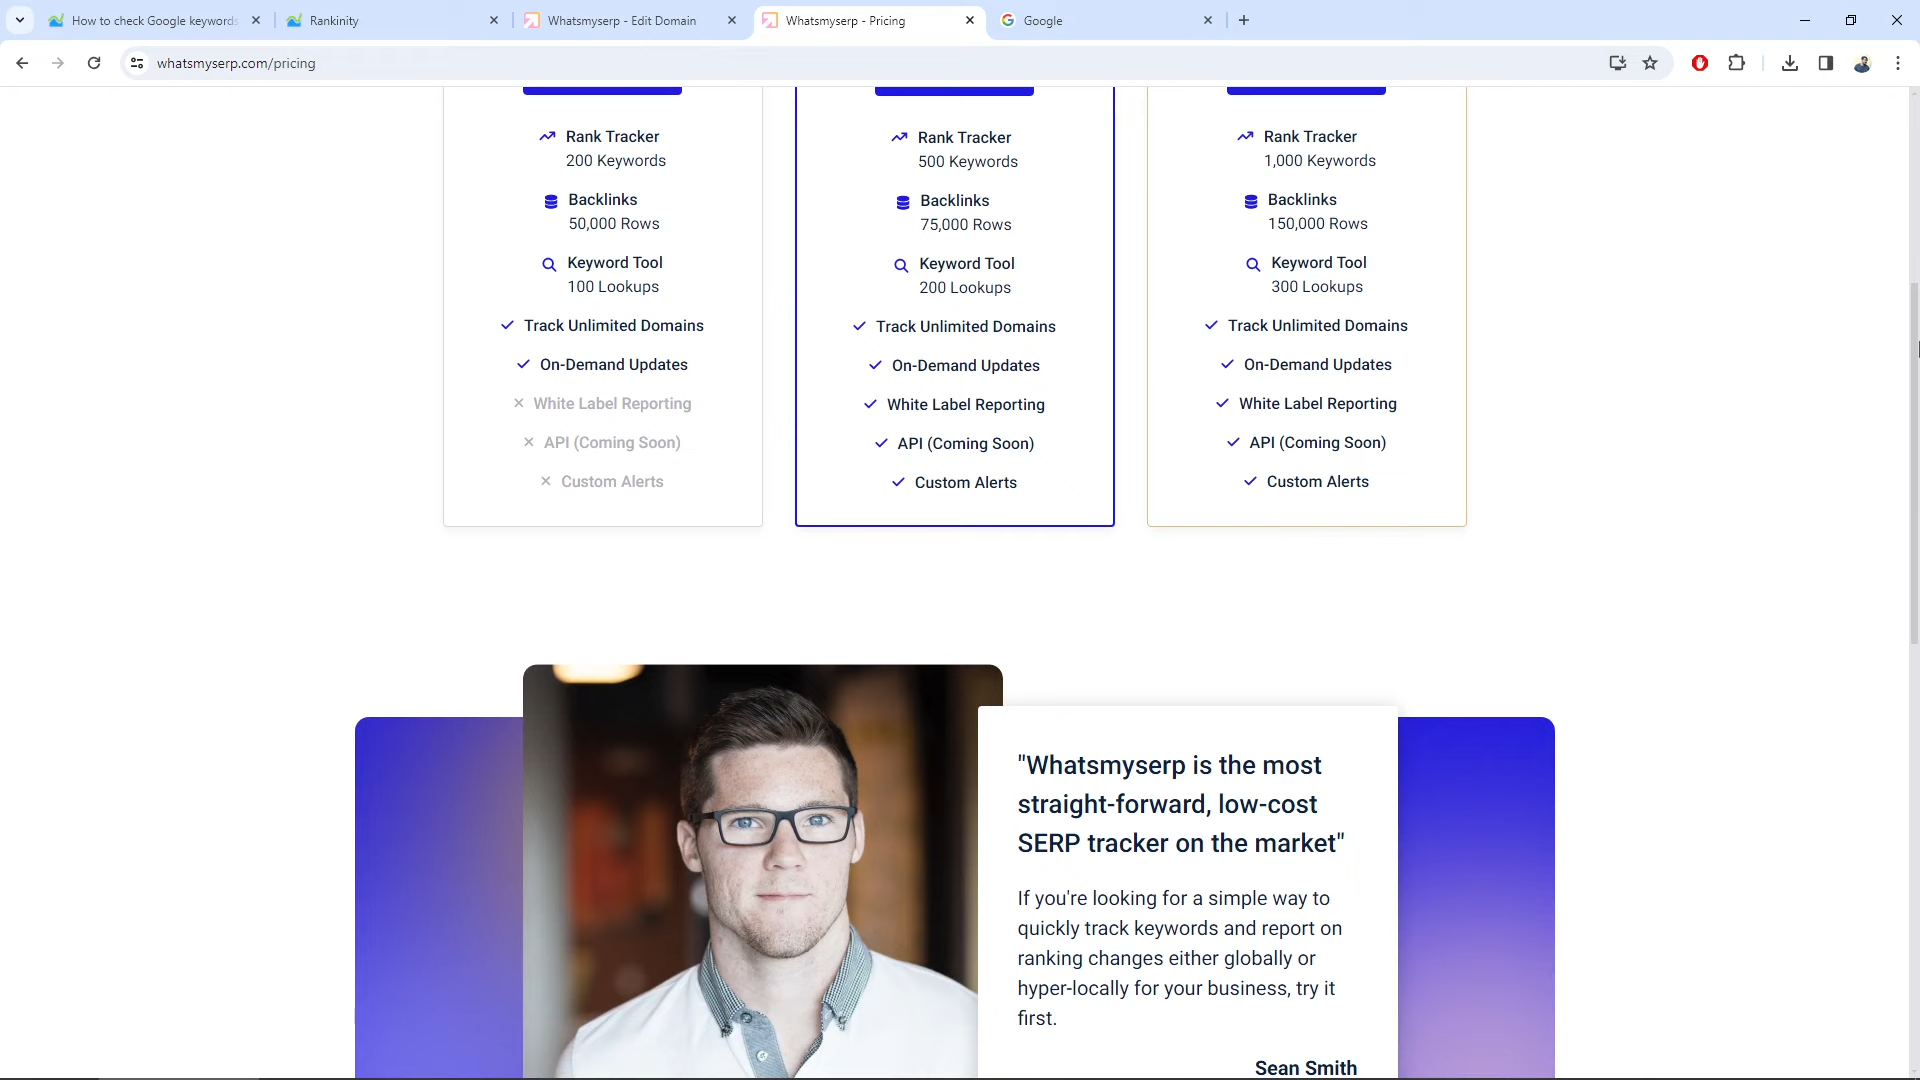 How to check Google keywords
Rankinity
Whatsmyserp - Edit Domain
Whatsmyserp - Pricing
Google
whatsmyserp.com/pricing
Rank Tracker
200 Keywords
Backlinks
50,000 Rows
Keyword Tool
100 Lookups
Track Unlimited Domains
On-Demand Updates
White Label Reporting
API (Coming Soon)
Custom Alerts
Rank Tracker
500 Keywords
Backlinks
75,000 Rows
Keyword Tool
200 Lookups
Track Unlimited Domains
On-Demand Updates
White Label Reporting
API (Coming Soon)
Custom Alerts
Rank Tracker
1,000 Keywords
Backlinks
150,000 Rows
Keyword Tool
300 Lookups
Track Unlimited Domains
On-Demand Updates
White Label Reporting
API (Coming Soon)
Custom Alerts
"Whatsmyserp is the most
straight-forward, low-cost
SERP tracker on the market"
If you're looking for a simple way to
quickly track keywords and report on
ranking changes either globally or
hyper-locally for your business, try it
first.
Sean Smith